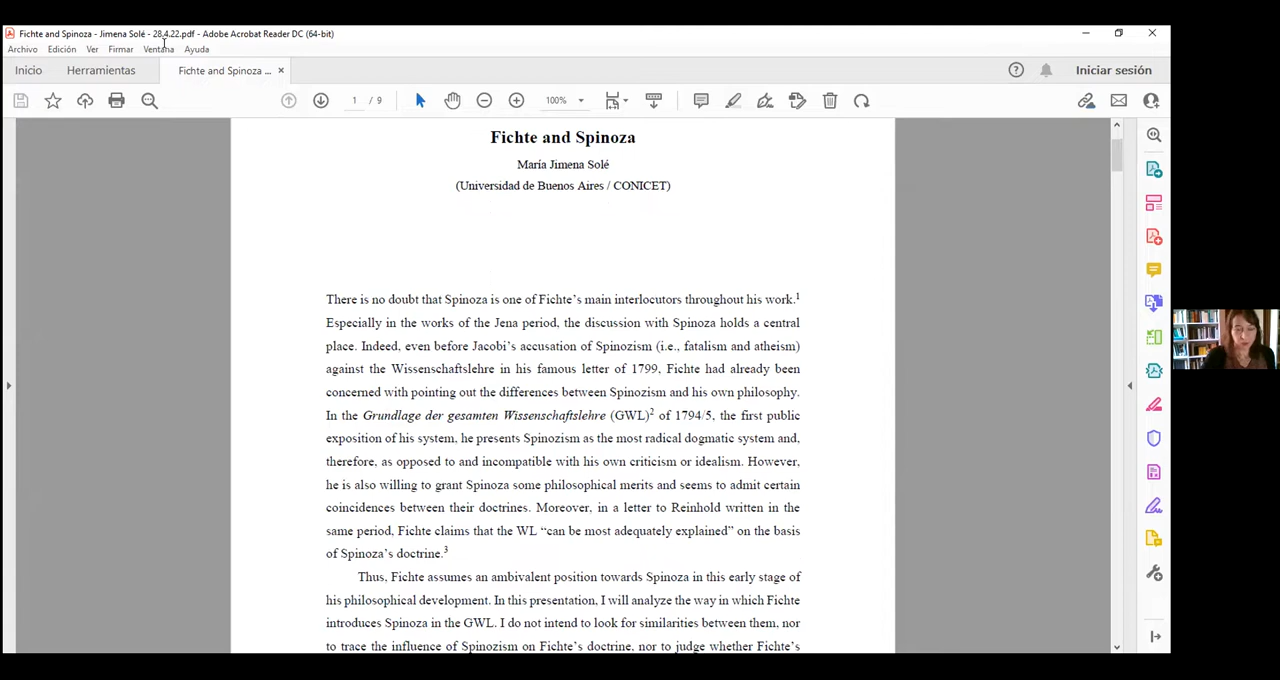 Fichte and Spinoza - Jimena Solé - 28.4.22.pdf - Adobe Acrobat Reader DC (64-bit)
Archivo Edición Ver Firmar Ventana Ayuda
Inicio Herramientas Fichte and Spinoza ... × Iniciar sesión
1 / 9 100%
Fichte and Spinoza
María Jimena Solé
(Universidad de Buenos Aires / CONICET)
There is no doubt that Spinoza is one of Fichte’s main interlocutors throughout his work.1
Especially in the works of the Jena period, the discussion with Spinoza holds a central
place. Indeed, even before Jacobi’s accusation of Spinozism (i.e., fatalism and atheism)
against the Wissenschaftslehre in his famous letter of 1799, Fichte had already been
concerned with pointing out the differences between Spinozism and his own philosophy.
In the Grundlage der gesamten Wissenschaftslehre (GWL)2 of 1794/5, the first public
exposition of his system, he presents Spinozism as the most radical dogmatic system and,
therefore, as opposed to and incompatible with his own criticism or idealism. However,
he is also willing to grant Spinoza some philosophical merits and seems to admit certain
coincidences between their doctrines. Moreover, in a letter to Reinhold written in the
same period, Fichte claims that the WL “can be most adequately explained” on the basis
of Spinoza’s doctrine.3
Thus, Fichte assumes an ambivalent position towards Spinoza in this early stage of
his philosophical development. In this presentation, I will analyze the way in which Fichte
introduces Spinoza in the GWL. I do not intend to look for similarities between them, nor
to trace the influence of Spinozism on Fichte’s doctrine, nor to judge whether Fichte’s